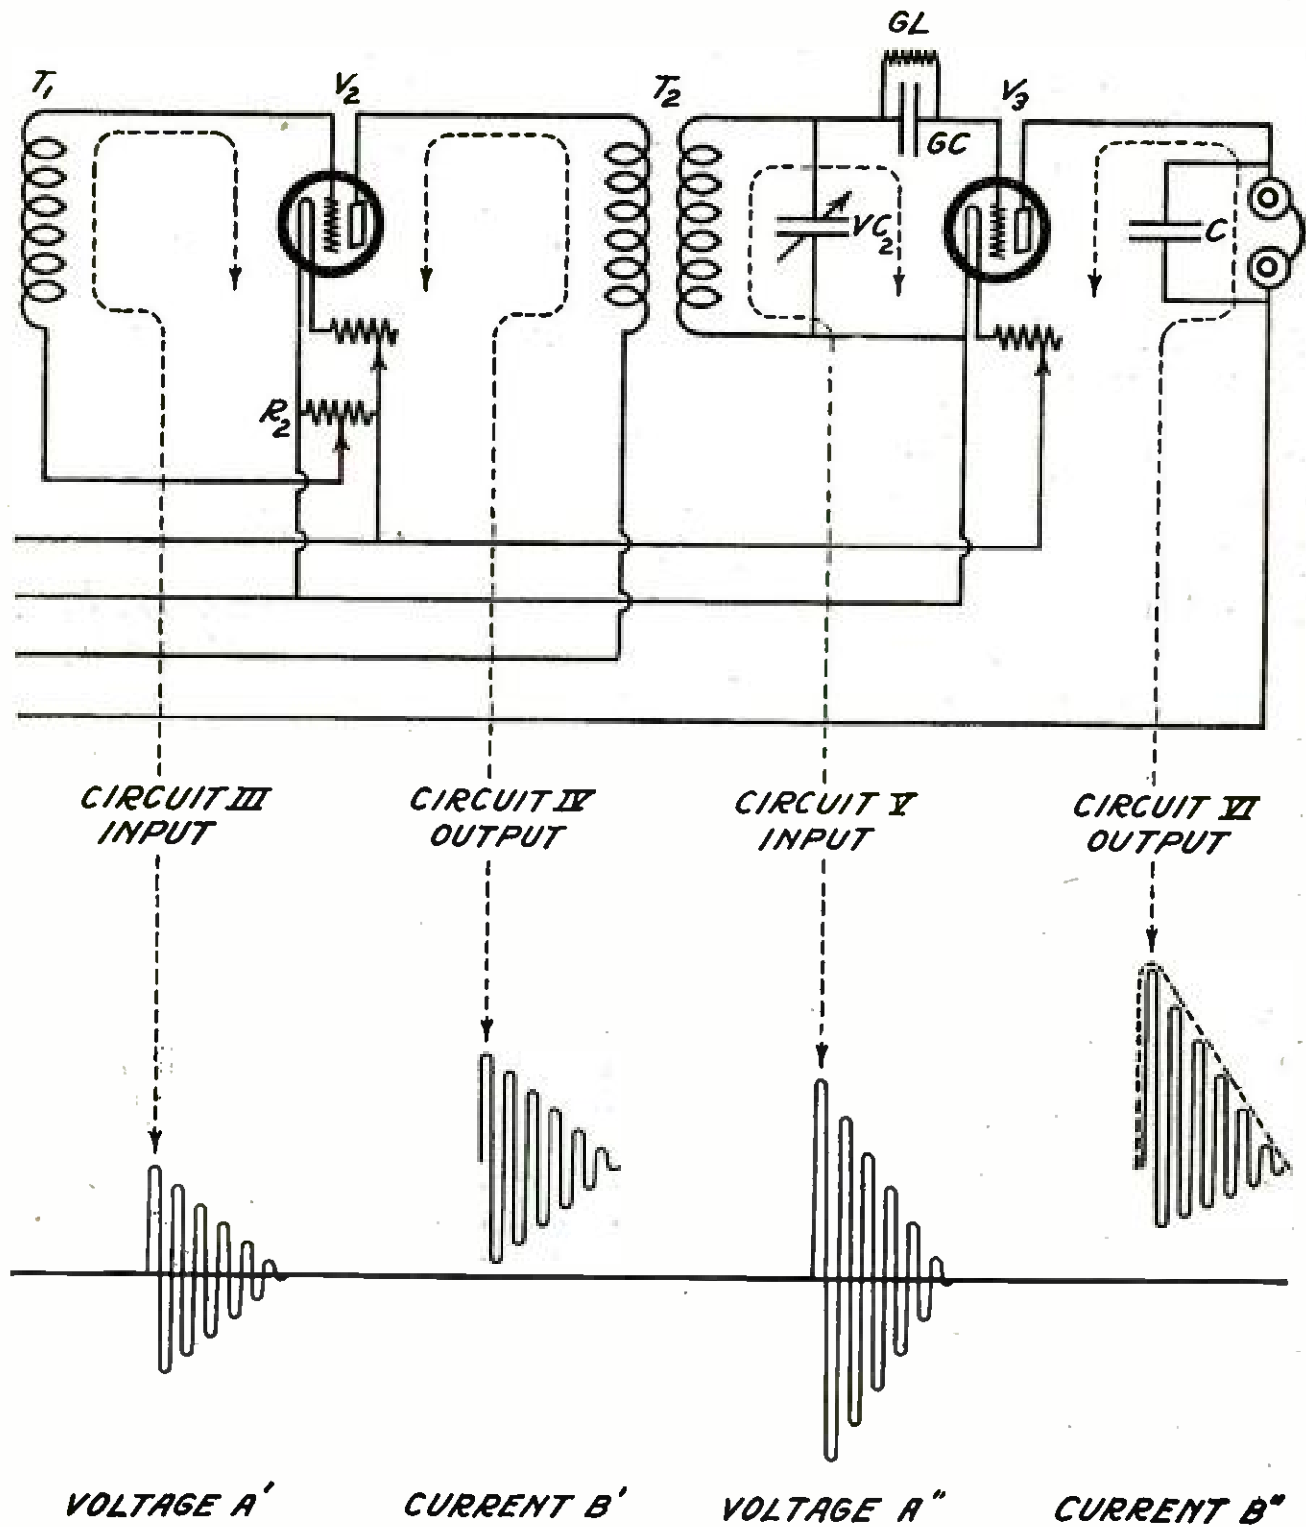 GL
T₁
V₂
T₂
V₃
GC
VC₂
C
R₂
CIRCUIT III
INPUT
CIRCUIT IV
OUTPUT
CIRCUIT V
INPUT
CIRCUIT VI
OUTPUT
VOLTAGE A'
CURRENT B'
VOLTAGE A"
CURRENT B"